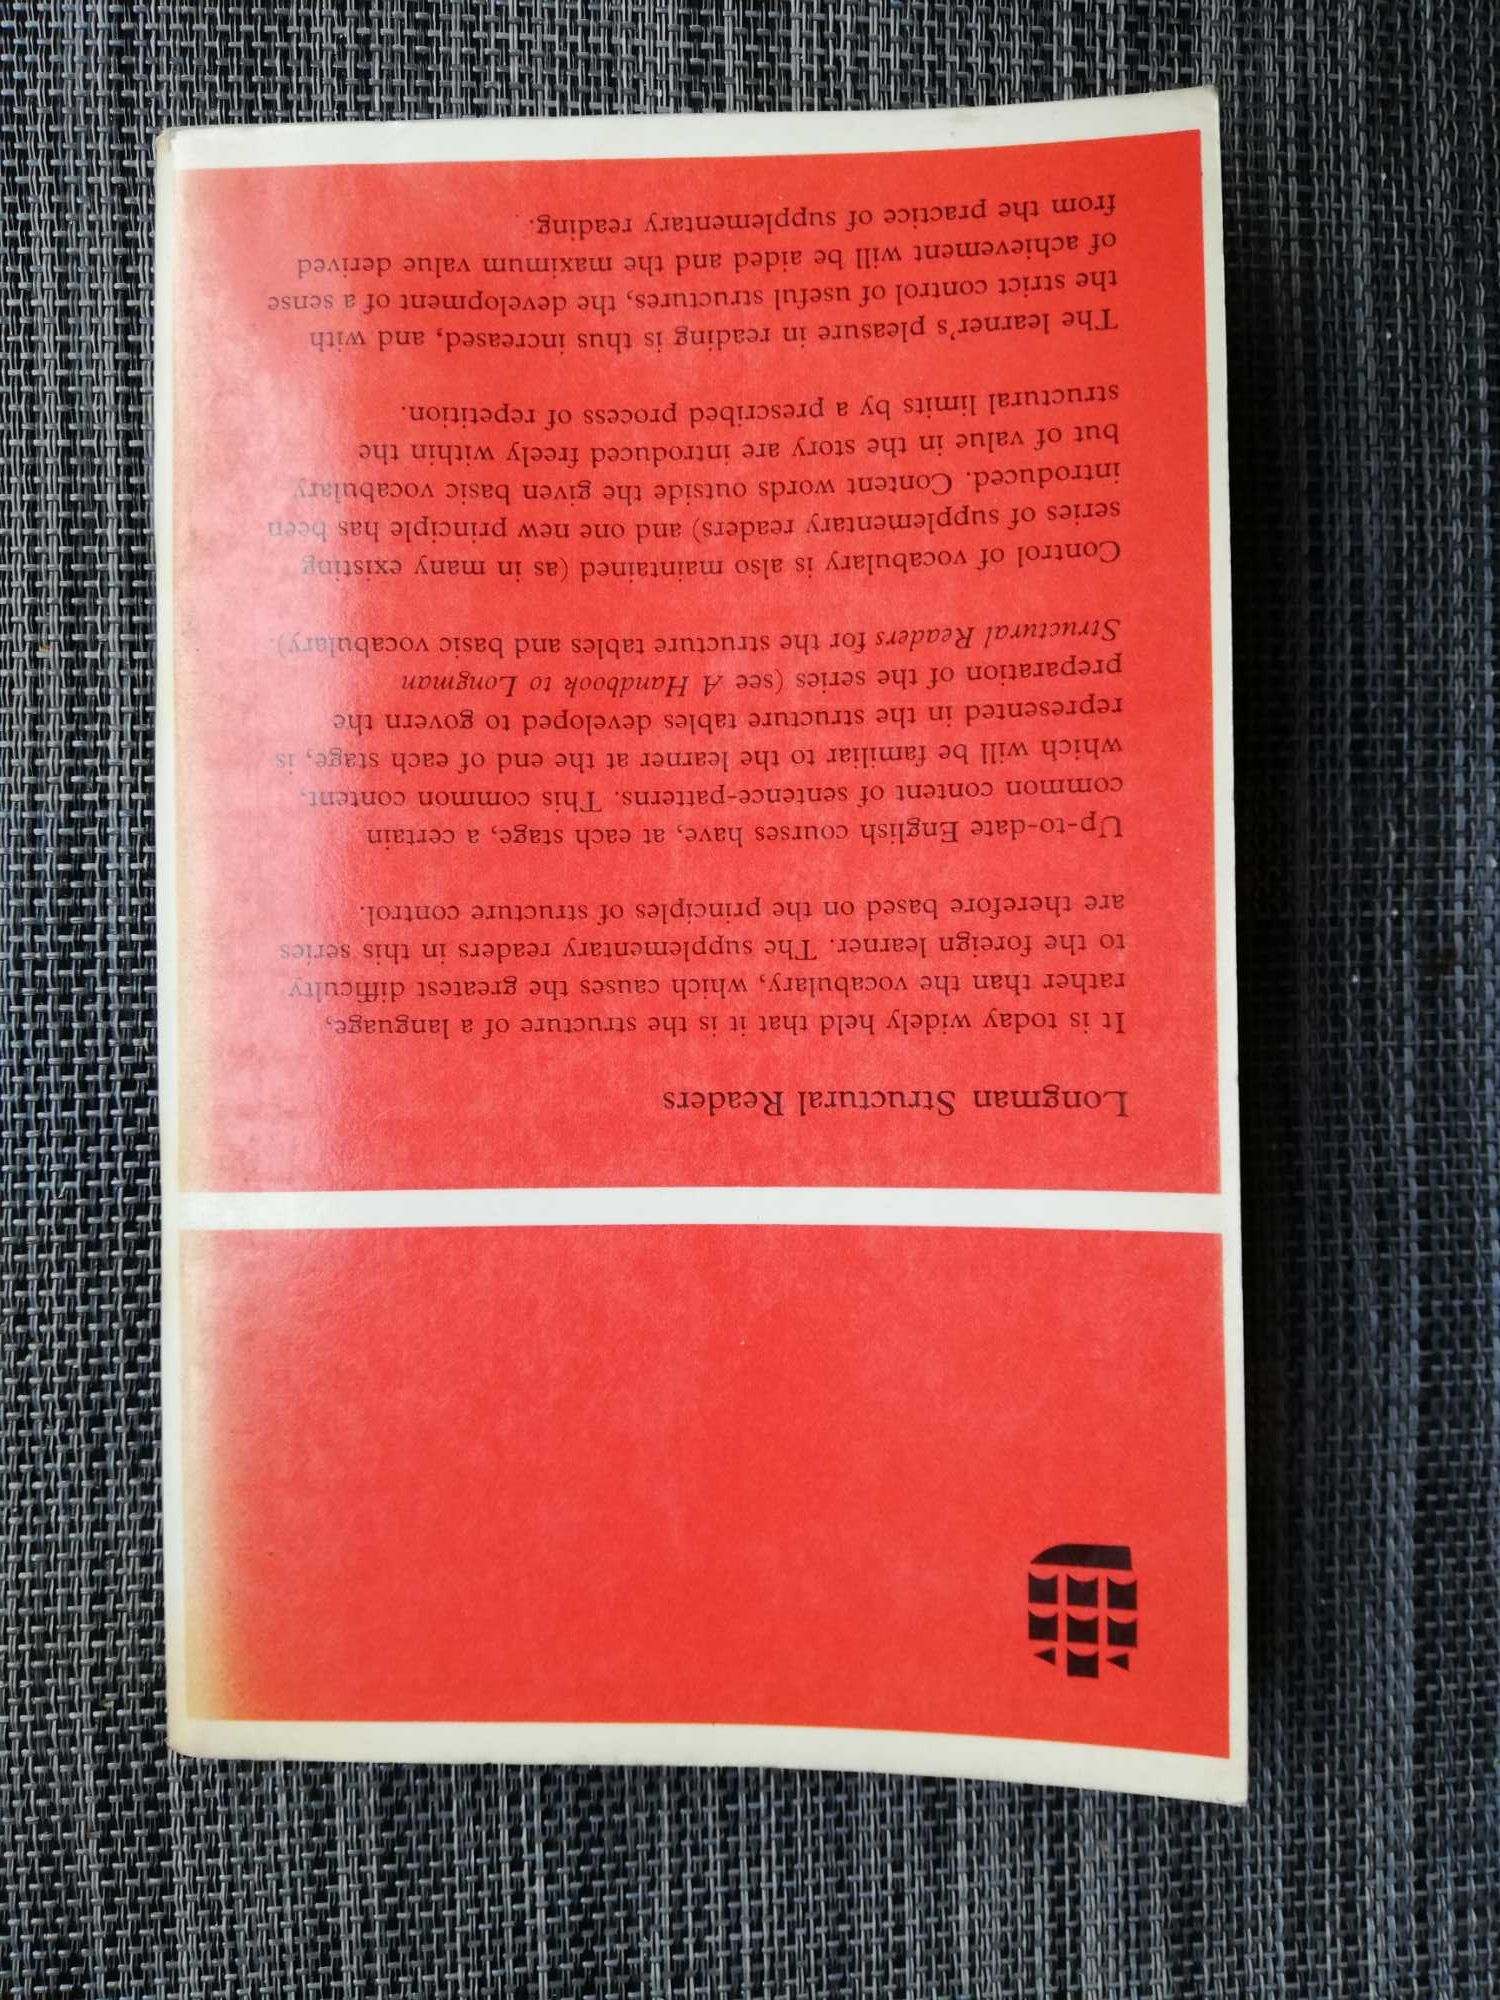 Longman Structural Readers
It is today widely held that it is the structure of a language,
rather than the vocabulary, which causes the greatest difficulty
to the foreign learner. The supplementary readers in this series
are therefore based on the principles of structure control.
Up-to-date English courses have, at each stage, a certain
common content of sentence-patterns. This common content,
which will be familiar to the learner at the end of each stage, is
represented in the structure tables developed to govern the
preparation of the series (see A Handbook to Longman
Structural Readers for the structure tables and basic vocabulary).
Control of vocabulary is also maintained (as in many existing
series of supplementary readers) and one new principle has been
introduced. Content words outside the given basic vocabulary
but of value in the story are introduced freely within the
structural limits by a prescribed process of repetition.
The learner's pleasure in reading is thus increased, and with
the strict control of useful structures, the development of a sense
of achievement will be aided and the maximum value derived
from the practice of supplementary reading.